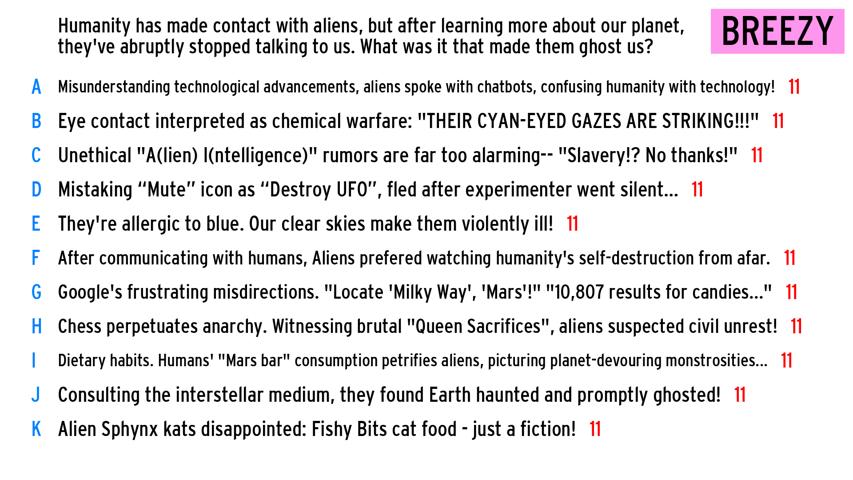 Humanity has made contact with aliens, but after learning more about our planet,
they've abruptly stopped talking to us. What was it that made them ghost us?
BREEZY
A Misunderstanding technological advancements, aliens spoke with chatbots, confusing humanity with technology! 11
B Eye contact interpreted as chemical warfare: "THEIR CYAN-EYED GAZES ARE STRIKING!!!" 11
C Unethical "A(lien) I(ntelligence)" rumors are far too alarming-- "Slavery!? No thanks!" 11
D Mistaking “Mute” icon as “Destroy UFO”, fled after experimenter went silent... 11
E They're allergic to blue. Our clear skies make them violently ill! 11
F After communicating with humans, Aliens prefered watching humanity's self-destruction from afar. 11
G Google's frustrating misdirections. "Locate 'Milky Way', 'Mars'!" "10,807 results for candies..." 11
H Chess perpetuates anarchy. Witnessing brutal "Queen Sacrifices", aliens suspected civil unrest! 11
I Dietary habits. Humans' "Mars bar" consumption petrifies aliens, picturing planet-devouring monstrosities... 11
J Consulting the interstellar medium, they found Earth haunted and promptly ghosted! 11
K Alien Sphynx kats disappointed: Fishy Bits cat food - just a fiction! 11